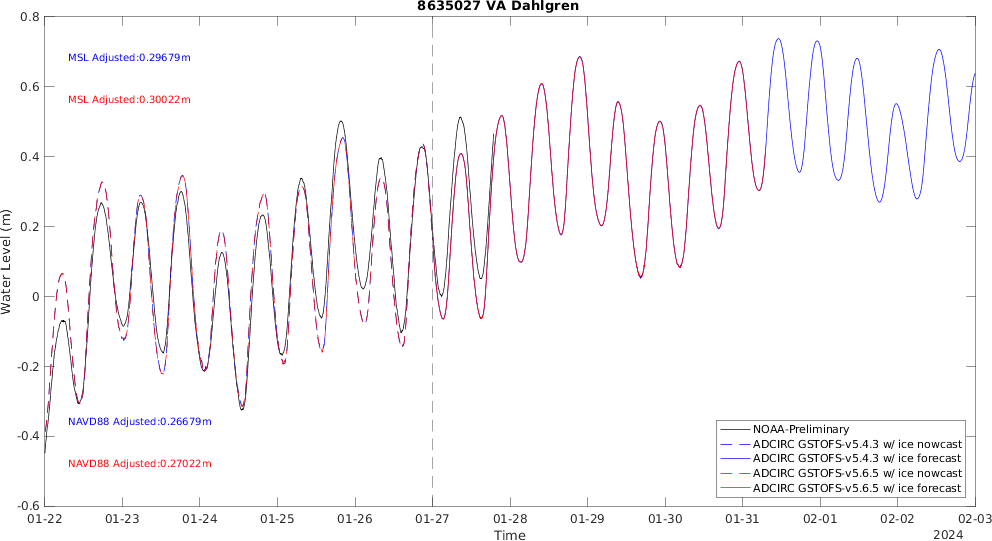 8635027 VA Dahlgren
0.8
0.6
0.4
0.2
0
-0.2
-0.4
-0.6
Water Level (m)
MSL Adjusted:0.29679m
MSL Adjusted:0.30022m
NAVD88 Adjusted:0.26679m
NAVD88 Adjusted:0.27022m
NOAA-Preliminary
ADCIRC GSTOFS-v5.4.3 w/ ice nowcast
ADCIRC GSTOFS-v5.4.3 w/ ice forecast
ADCIRC GSTOFS-v5.6.5 w/ ice nowcast
ADCIRC GSTOFS-v5.6.5 w/ ice forecast
01-22 01-23 01-24 01-25 01-26 01-27 01-28 01-29 01-30 01-31 02-01 02-02 02-03
Time
2024